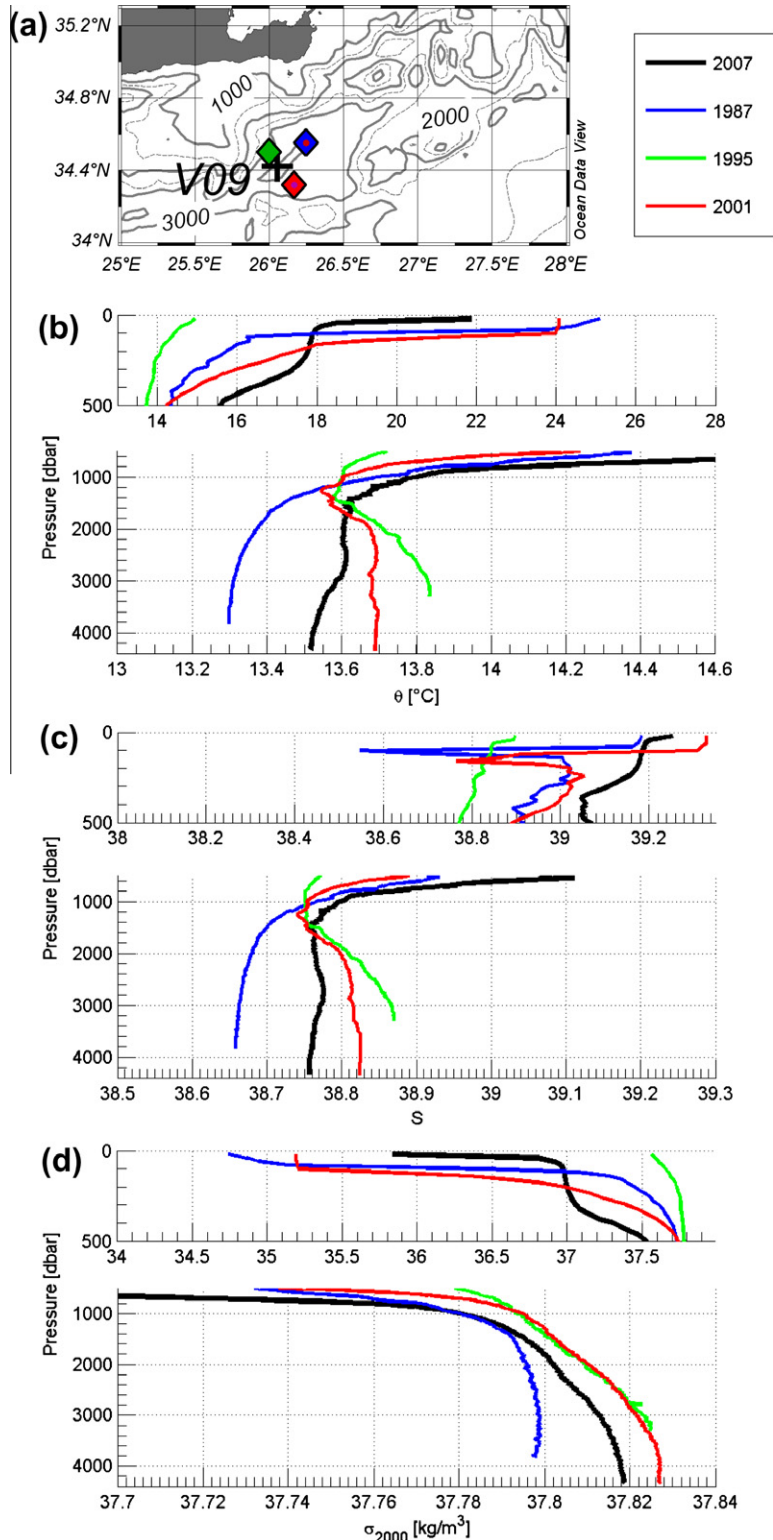 (a)
35.2°N
34.8°N
34.4°N
34°N
1000
2000
3000
V09
25°E 25.5°E 26°E 26.5°E 27°E 27.5°E 28°E
Ocean Data View
2007
1987
1995
2001
(b)
0
500
14 16 18 20 22 24 26 28
Pressure [dbar]
1000
2000
3000
4000
13 13.2 13.4 13.6 13.8 14 14.2 14.4 14.6
θ [°C]
(c)
0
500
38 38.2 38.4 38.6 38.8 39 39.2
Pressure [dbar]
1000
2000
3000
4000
38.5 38.6 38.7 38.8 38.9 39 39.1 39.2 39.3
S
(d)
0
500
34 34.5 35 35.5 36 36.5 37 37.5
Pressure [dbar]
1000
2000
3000
4000
37.7 37.72 37.74 37.76 37.78 37.8 37.82 37.84
σ2000 [kg/m³]